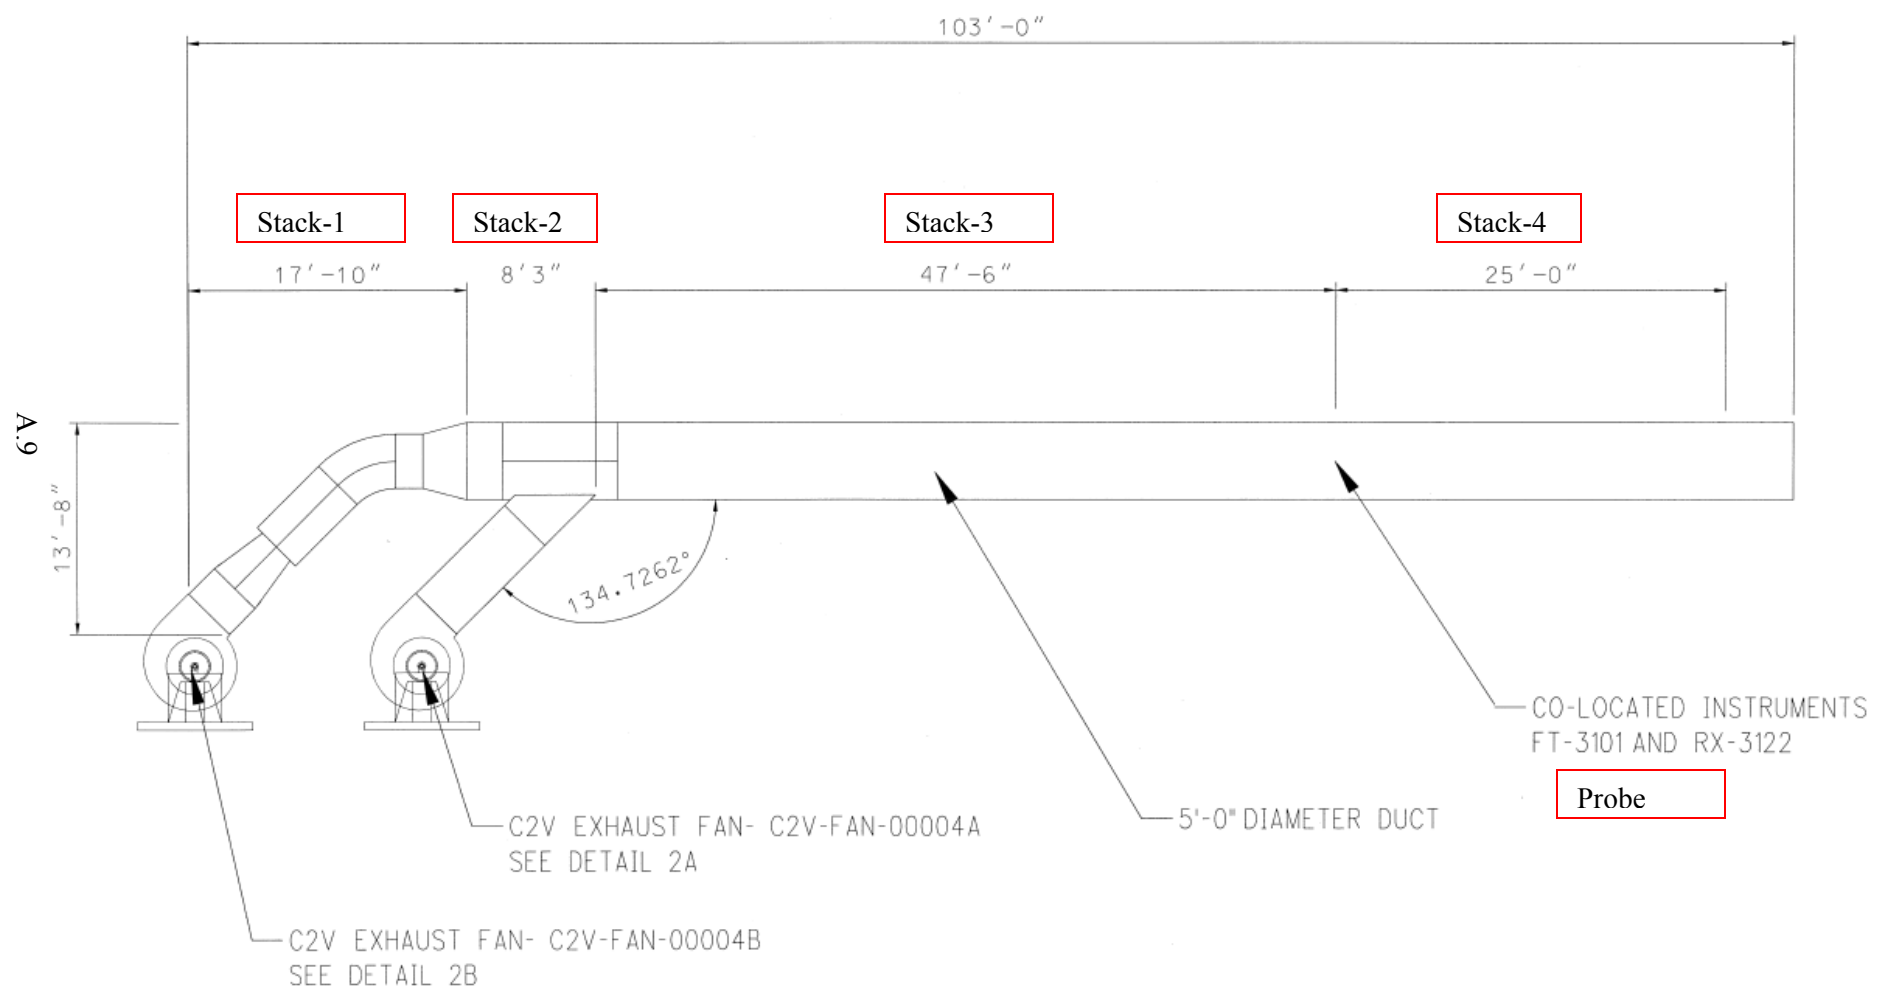 103'-0"
Stack-1
Stack-2
Stack-3
Stack-4
17'-10"
8'3"
47'-6"
25'-0"
A.9
13'-8"
134.7262°
CO-LOCATED INSTRUMENTS
FT-3101 AND RX-3122
Probe
5'-0" DIAMETER DUCT
C2V EXHAUST FAN- C2V-FAN-00004A
SEE DETAIL 2A
C2V EXHAUST FAN- C2V-FAN-00004B
SEE DETAIL 2B